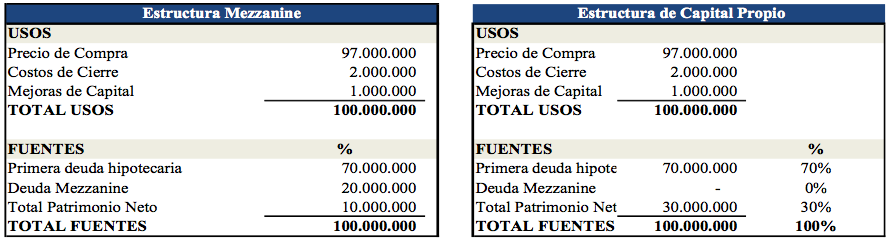 Estructura Mezzanine
USOS
Precio de Compra 97.000.000
Costos de Cierre 2.000.000
Mejoras de Capital 1.000.000
TOTAL USOS 100.000.000
FUENTES %
Primera deuda hipotecaria 70.000.000
Deuda Mezzanine 20.000.000
Total Patrimonio Neto 10.000.000
TOTAL FUENTES 100.000.000
Estructura de Capital Propio
USOS
Precio de Compra 97.000.000
Costos de Cierre 2.000.000
Mejoras de Capital 1.000.000
TOTAL USOS 100.000.000
FUENTES %
Primera deuda hipote 70.000.000 70%
Deuda Mezzanine - 0%
Total Patrimonio Net 30.000.000 30%
TOTAL FUENTES 100.000.000 100%